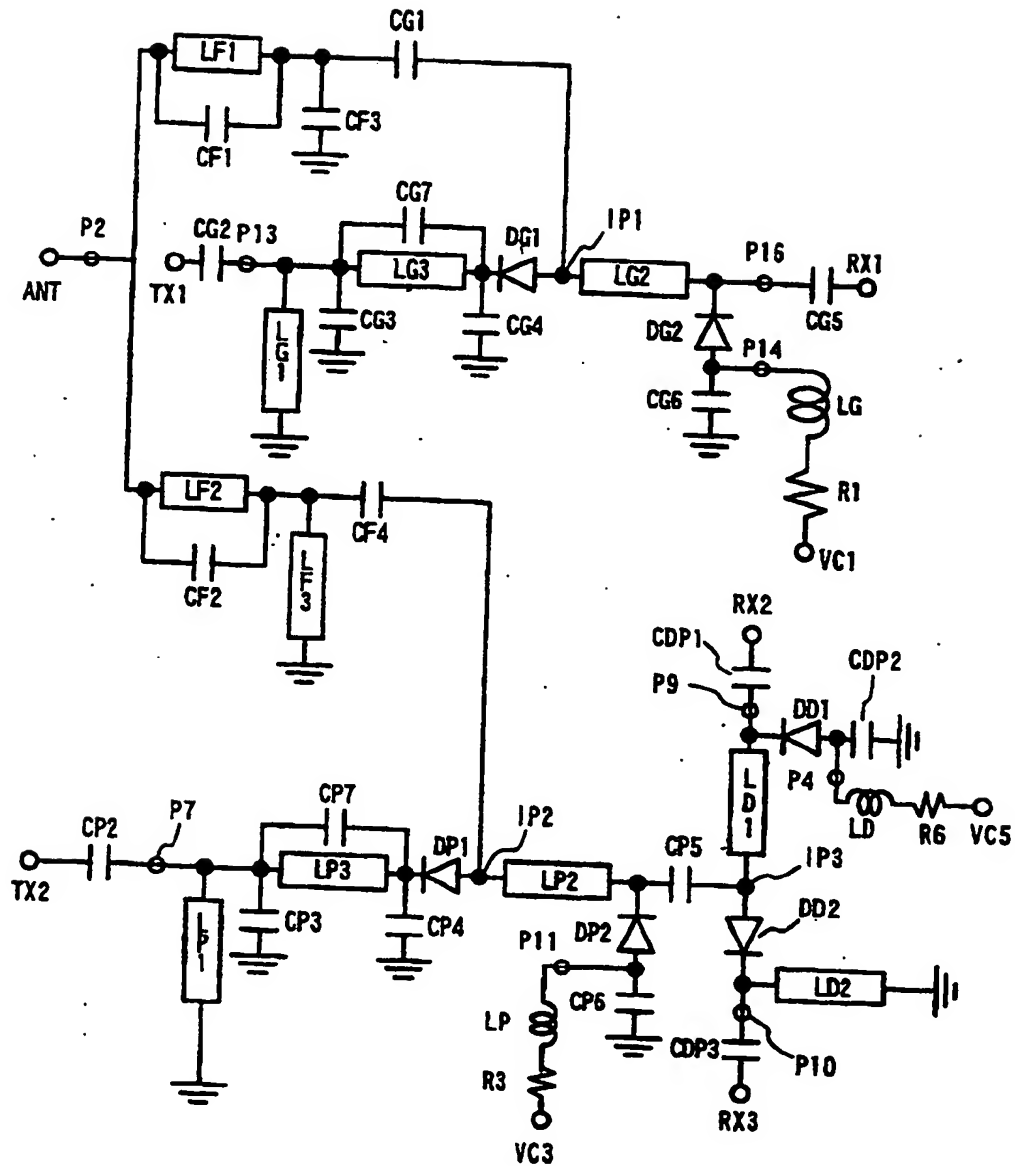 CG1
LF1
CF3
CF1
CG7
P2
CG2
P13
DG1
IP1
P16
RX1
LG3
LG2
ANT
TX1
CG5
CG3
CG4
DG2
P14
LG1
CG6
LG
R1
VC1
LF2
CF4
CF2
LF3
RX2
CDP1
CDP2
P9
DD1
P4
LD1
LD
R6
VC5
CP7
P7
IP2
IP3
CP2
CP5
DP1
LP3
LP2
DD2
TX2
CP3
CP4
DP2
P11
LP1
LD2
CP6
LP
CDP3
P10
R3
RX3
VC3